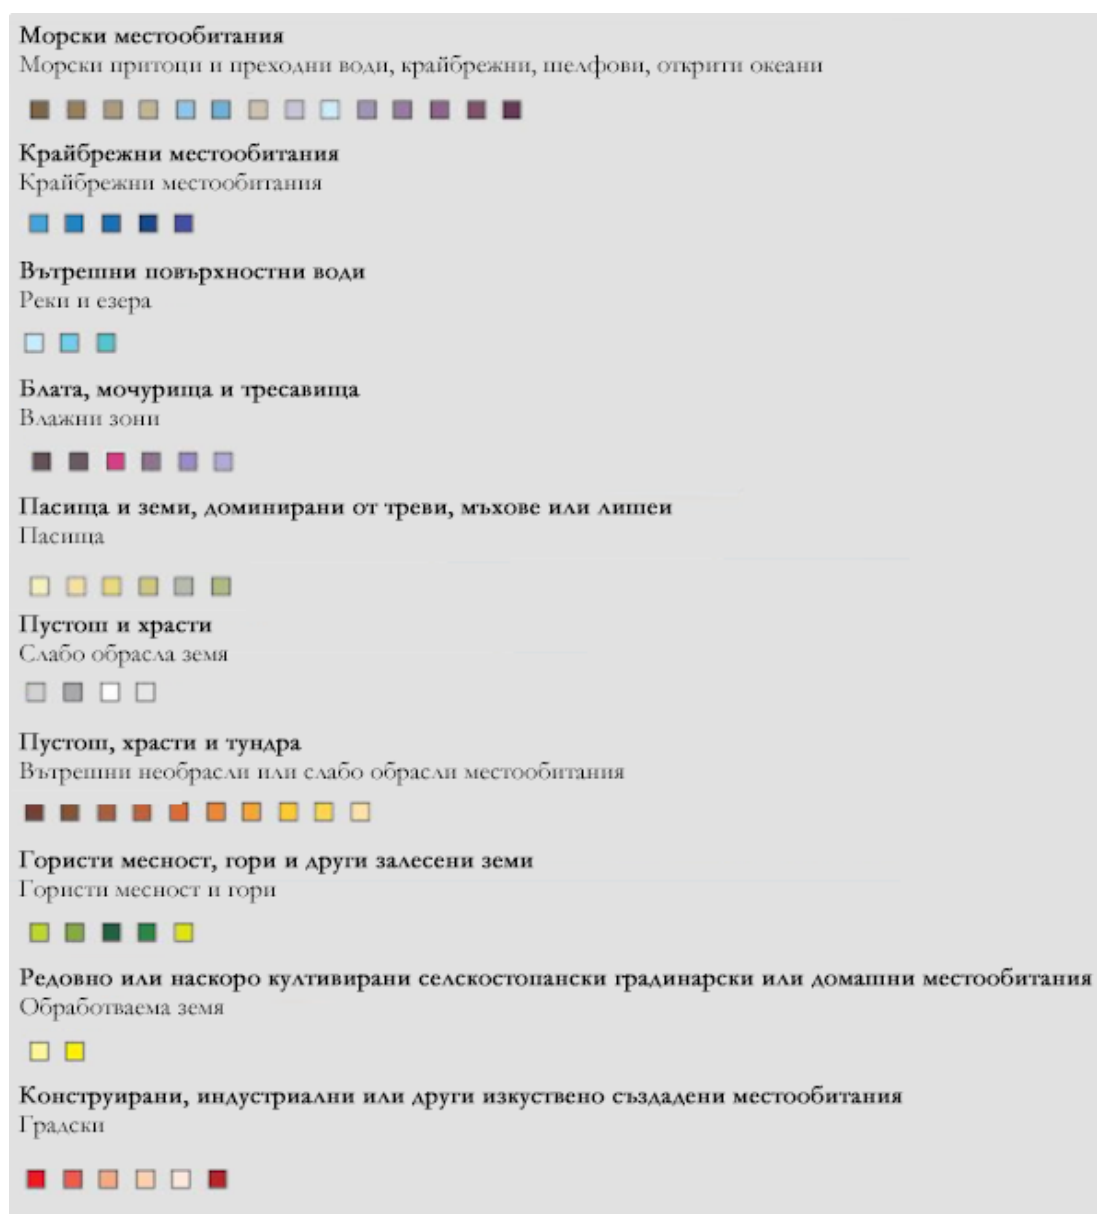 Морски местообитания
Морски притоци и преходни води, крайбрежни, шелфови, открити океани
Крайбрежни местообитания
Крайбрежни местообитания
Вътрешни повърхностни води
Реки и езера
Блата, мочурища и тресавища
Влажни зони
Пасища и земи, доминирани от треви, мъхове или лишеи
Пасища
Пустош и храсти
Слабо обрасла земя
Пустош, храсти и тундра
Вътрешни необрасли или слабо обрасли местообитания
Гористи месност, гори и други залесени земи
Гористи месност и гори
Редовно или наскоро култивирани селскостопански градинарски или домашни местообитания
Обработваема земя
Конструирани, индустриални или други изкуствено създадени местообитания
Градски